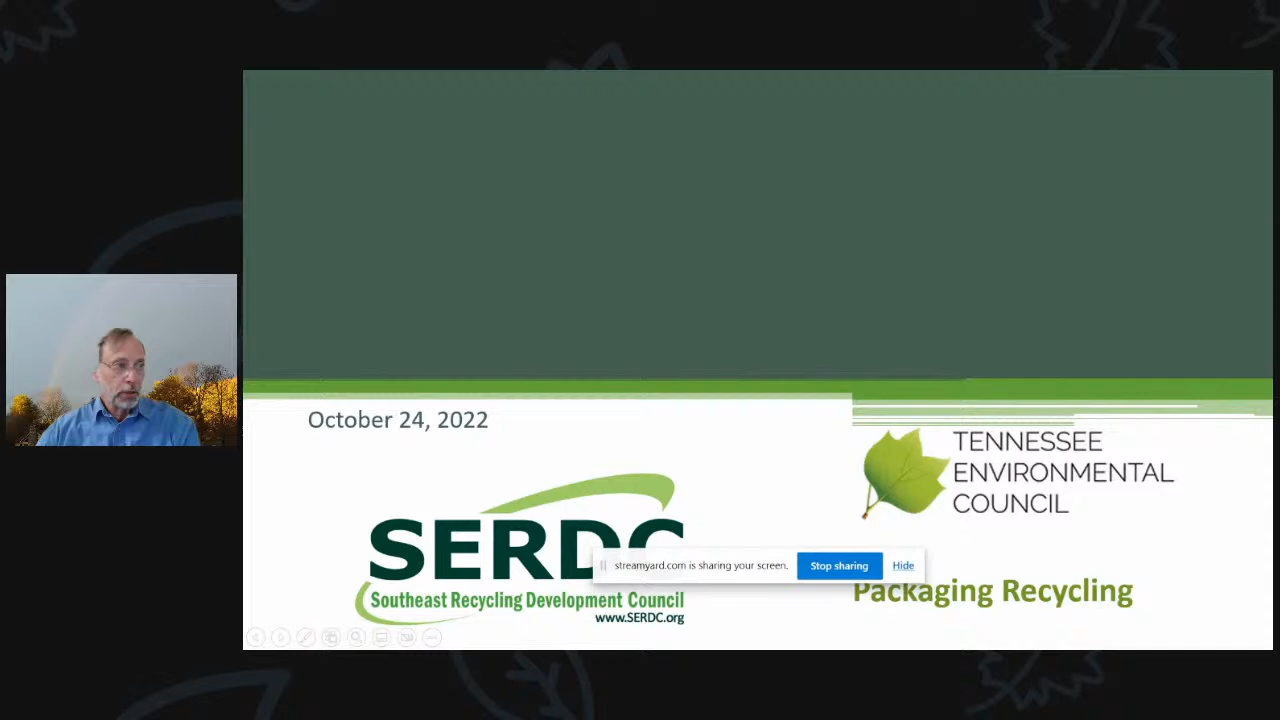 October 24, 2022
TENNESSEE
ENVIRONMENTAL
COUNCIL
SERDC
streamyard.com is sharing your screen.
Stop sharing
Hide
Southeast Recycling Development Council
www.SERDC.org
Packaging Recycling